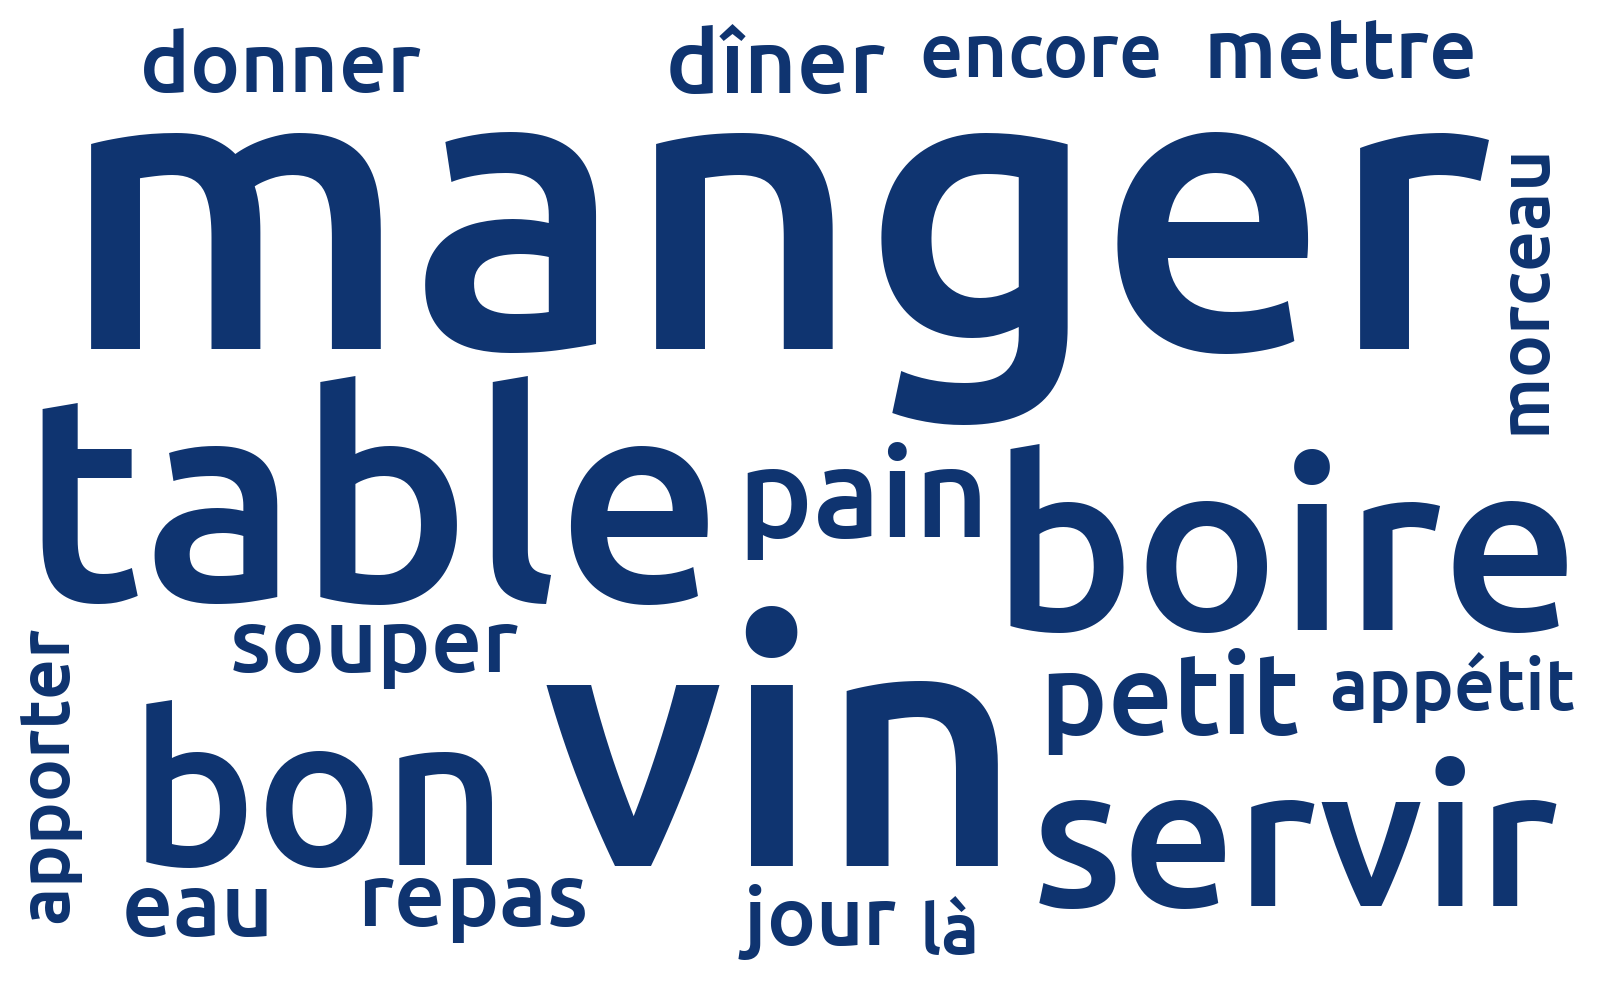 donner
dîner
encore
mettre
manger
morceau
table
pain
boire
souper
vin
petit
appétit
apporter
bon
servir
eau
repas
jour
là